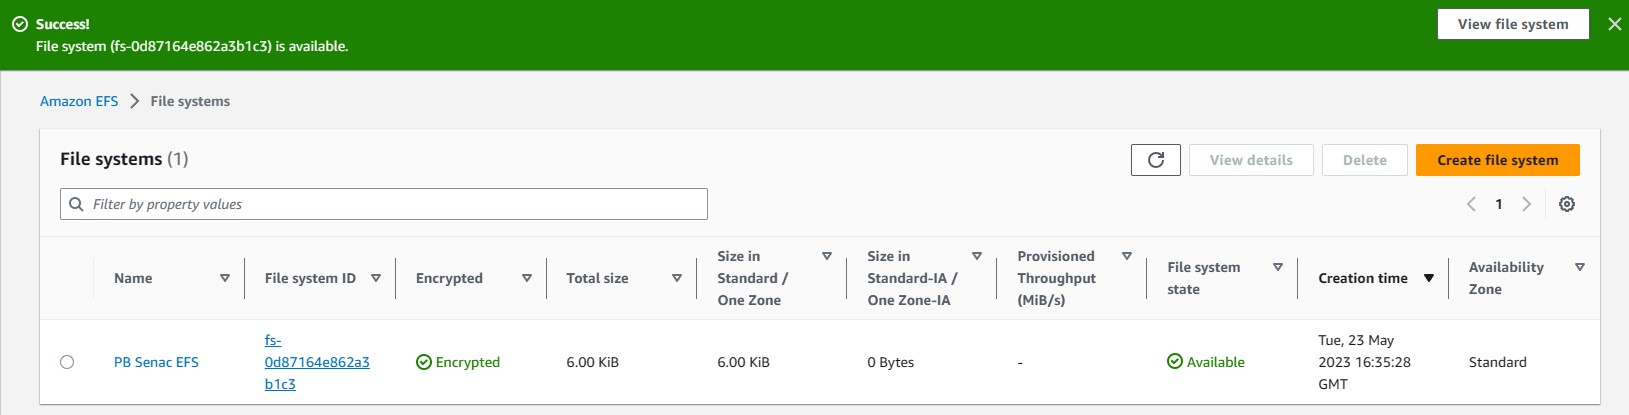 Success!
View file system
File system (fs-0d87164e862a3b1c3) is available.
Amazon EFS
File systems
File systems (1)
View details
Delete
Create file system
Filter by property values
1
Name
File system ID
Encrypted
Total size
Size in
Standard /
One Zone
Size in
Standard-IA /
One Zone-IA
Provisioned
Throughput
(MiB/s)
File system
state
Creation time
Availability
Zone
PB Senac EFS
fs-
0d87164e862a3
b1c3
Encrypted
6.00 KiB
6.00 KiB
0 Bytes
-
Available
Tue, 23 May
2023 16:35:28
GMT
Standard